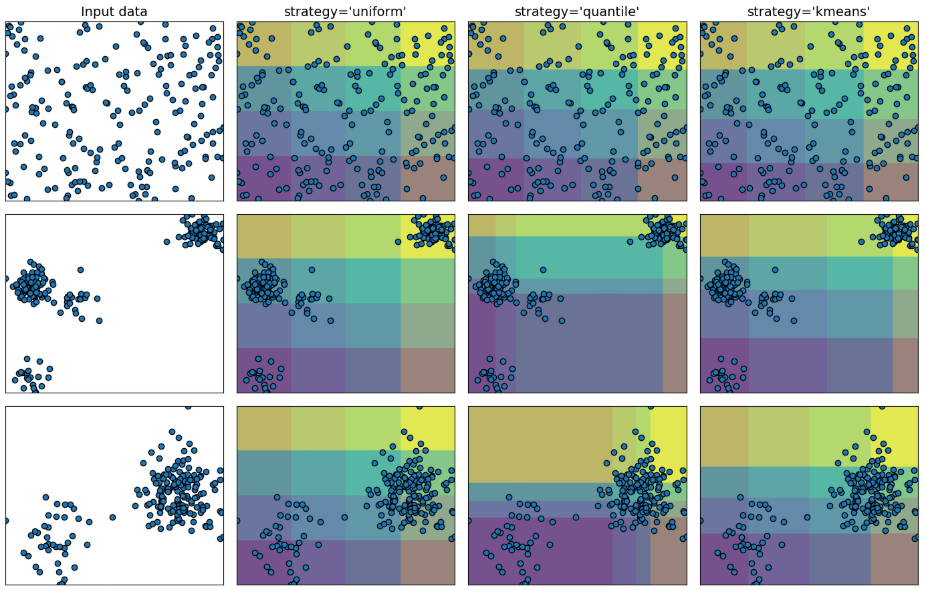 Input data
strategy='uniform'
strategy='quantile'
strategy='kmeans'